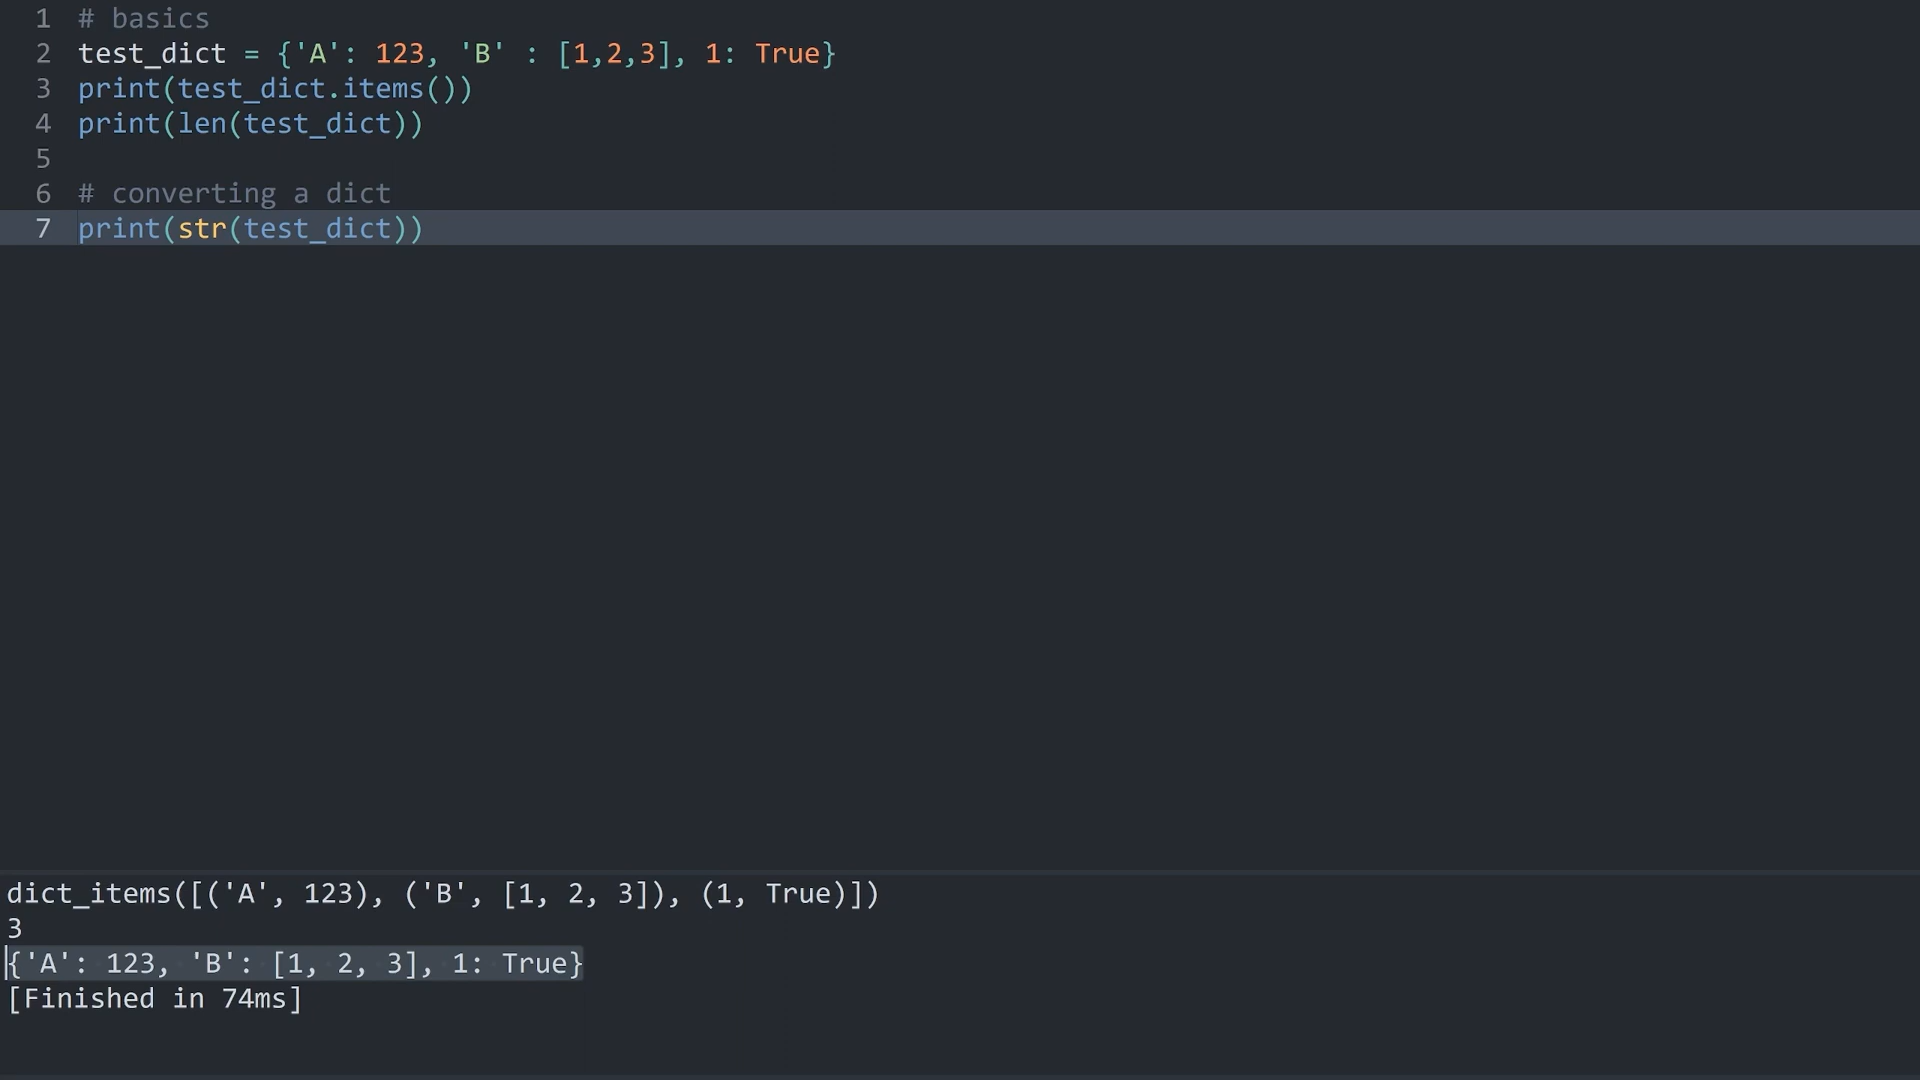 1 # basics
2 test_dict = {'A': 123, 'B' : [1,2,3], 1: True}
3 print(test_dict.items())
4 print(len(test_dict))
5
6 # converting a dict
7 print(str(test_dict))
dict_items([('A', 123), ('B', [1, 2, 3]), (1, True)])
3
{'A': 123, 'B': [1, 2, 3], 1: True}
[Finished in 74ms]